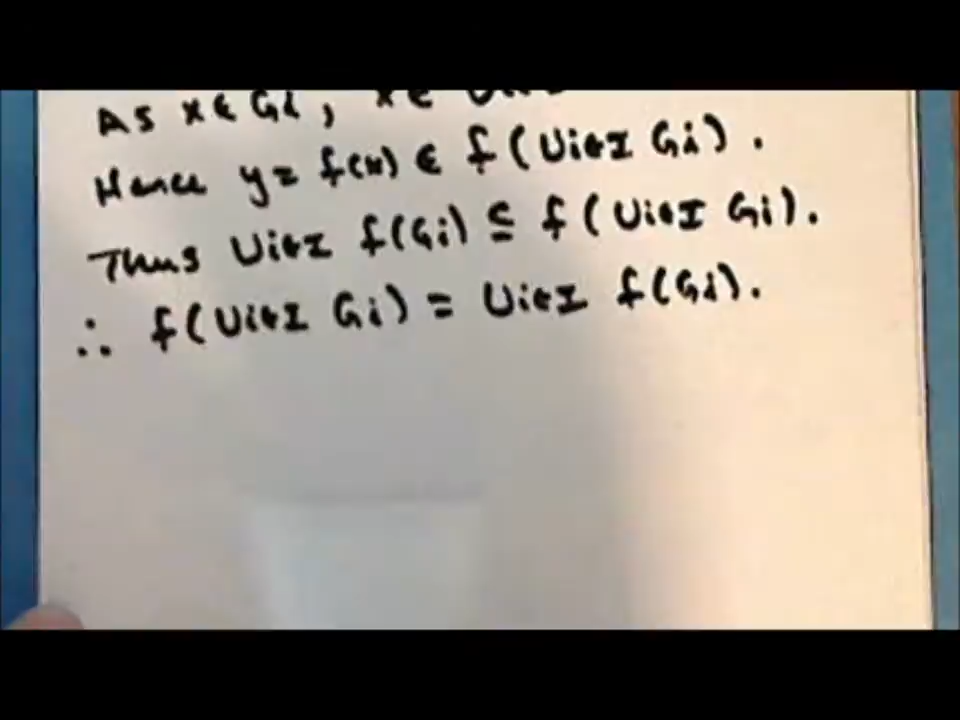 As x∈Gi, x∈
Hence y= f(x) ∈ f(∪i∈I Gi).
Thus ∪i∈I f(Gi) ⊆ f(∪i∈I Gi).
∴ f(∪i∈I Gi) = ∪i∈I f(Gi).